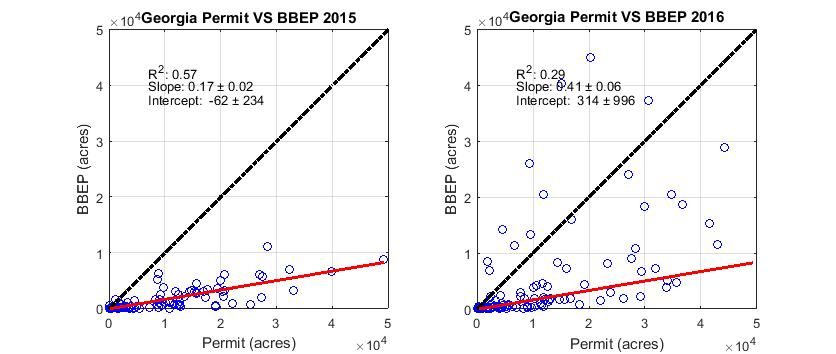 ×10⁴ Georgia Permit VS BBEP 2015
5
4
3
2
1
0
BBEP (acres)
R²: 0.57
Slope: 0.17 ± 0.02
Intercept: -62 ± 234
0 1 2 3 4 5
Permit (acres)
×10⁴
×10⁴ Georgia Permit VS BBEP 2016
5
4
3
2
1
0
BBEP (acres)
R²: 0.29
Slope: 0.41 ± 0.06
Intercept: 314 ± 996
0 1 2 3 4 5
Permit (acres)
×10⁴